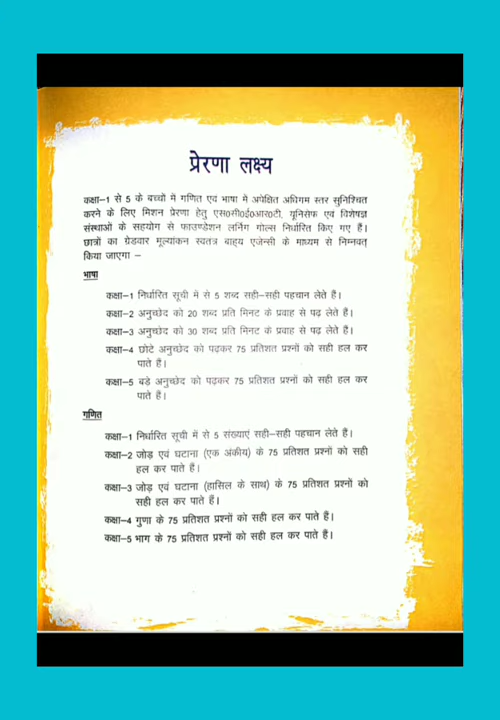 प्रेरणा लक्ष्य
कक्षा–1 से 5 के बच्चों में गणित एवं भाषा में अपेक्षित अधिगम स्तर सुनिश्चित
करने के लिए मिशन प्रेरणा हेतु एस०सी०ई०आर०टी, यूनिसेफ एवं विशेषज्ञ
संस्थाओं के सहयोग से फाउण्डेशन लर्निंग गोल्स निर्धारित किए गए हैं।
छात्रों का ग्रेडवार मूल्यांकन स्वतंत्र बाह्य एजेन्सी के माध्यम से निम्नवत्
किया जाएगा –
भाषा
कक्षा–1 निर्धारित सूची में से 5 शब्द सही–सही पहचान लेते हैं।
कक्षा–2 अनुच्छेद को 20 शब्द प्रति मिनट के प्रवाह से पढ़ लेते हैं।
कक्षा–3 अनुच्छेद को 30 शब्द प्रति मिनट के प्रवाह से पढ़ लेते हैं।
कक्षा–4 छोटे अनुच्छेद को पढ़कर 75 प्रतिशत प्रश्नों को सही हल कर
पाते हैं।
कक्षा–5 बडे अनुच्छेद को पढ़कर 75 प्रतिशत प्रश्नों को सही हल कर
पाते हैं।
गणित
कक्षा–1 निर्धारित सूची में से 5 संख्याएं सही–सही पहचान लेते हैं।
कक्षा–2 जोड़ एवं घटाना (एक अंकीय) के 75 प्रतिशत प्रश्नों को सही
हल कर पाते हैं।
कक्षा–3 जोड़ एवं घटाना (हासिल के साथ) के 75 प्रतिशत प्रश्नों को
सही हल कर पाते हैं।
कक्षा–4 गुणा के 75 प्रतिशत प्रश्नों को सही हल कर पाते हैं।
कक्षा–5 भाग के 75 प्रतिशत प्रश्नों को सही हल कर पाते हैं।